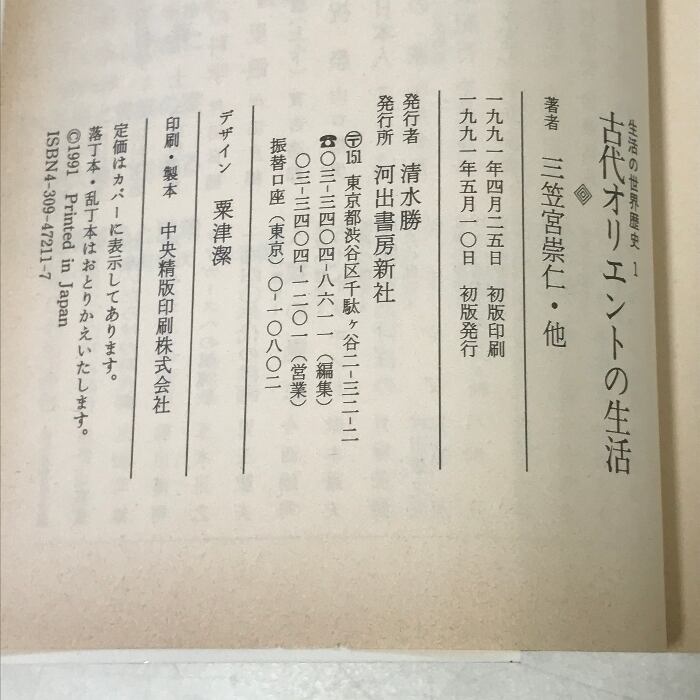 生活の世界歴史 1
古代オリエントの生活
著者 三笠宮崇仁・他
一九九一年四月二五日 初版印刷
一九九一年五月一〇日 初版発行
発行者 清水勝
発行所 河出書房新社
〒151 東京都渋谷区千駄ヶ谷二-三二-二
☎〇三-三四〇四-八六一一(編集)
〇三-三四〇四-一二〇一(営業)
振替口座(東京)〇-一〇八〇二
デザイン 粟津潔
印刷・製本 中央精版印刷株式会社
定価はカバーに表示してあります。
落丁本・乱丁本はおとりかえいたします。
©1991 Printed in Japan
ISBN4-309-47211-7